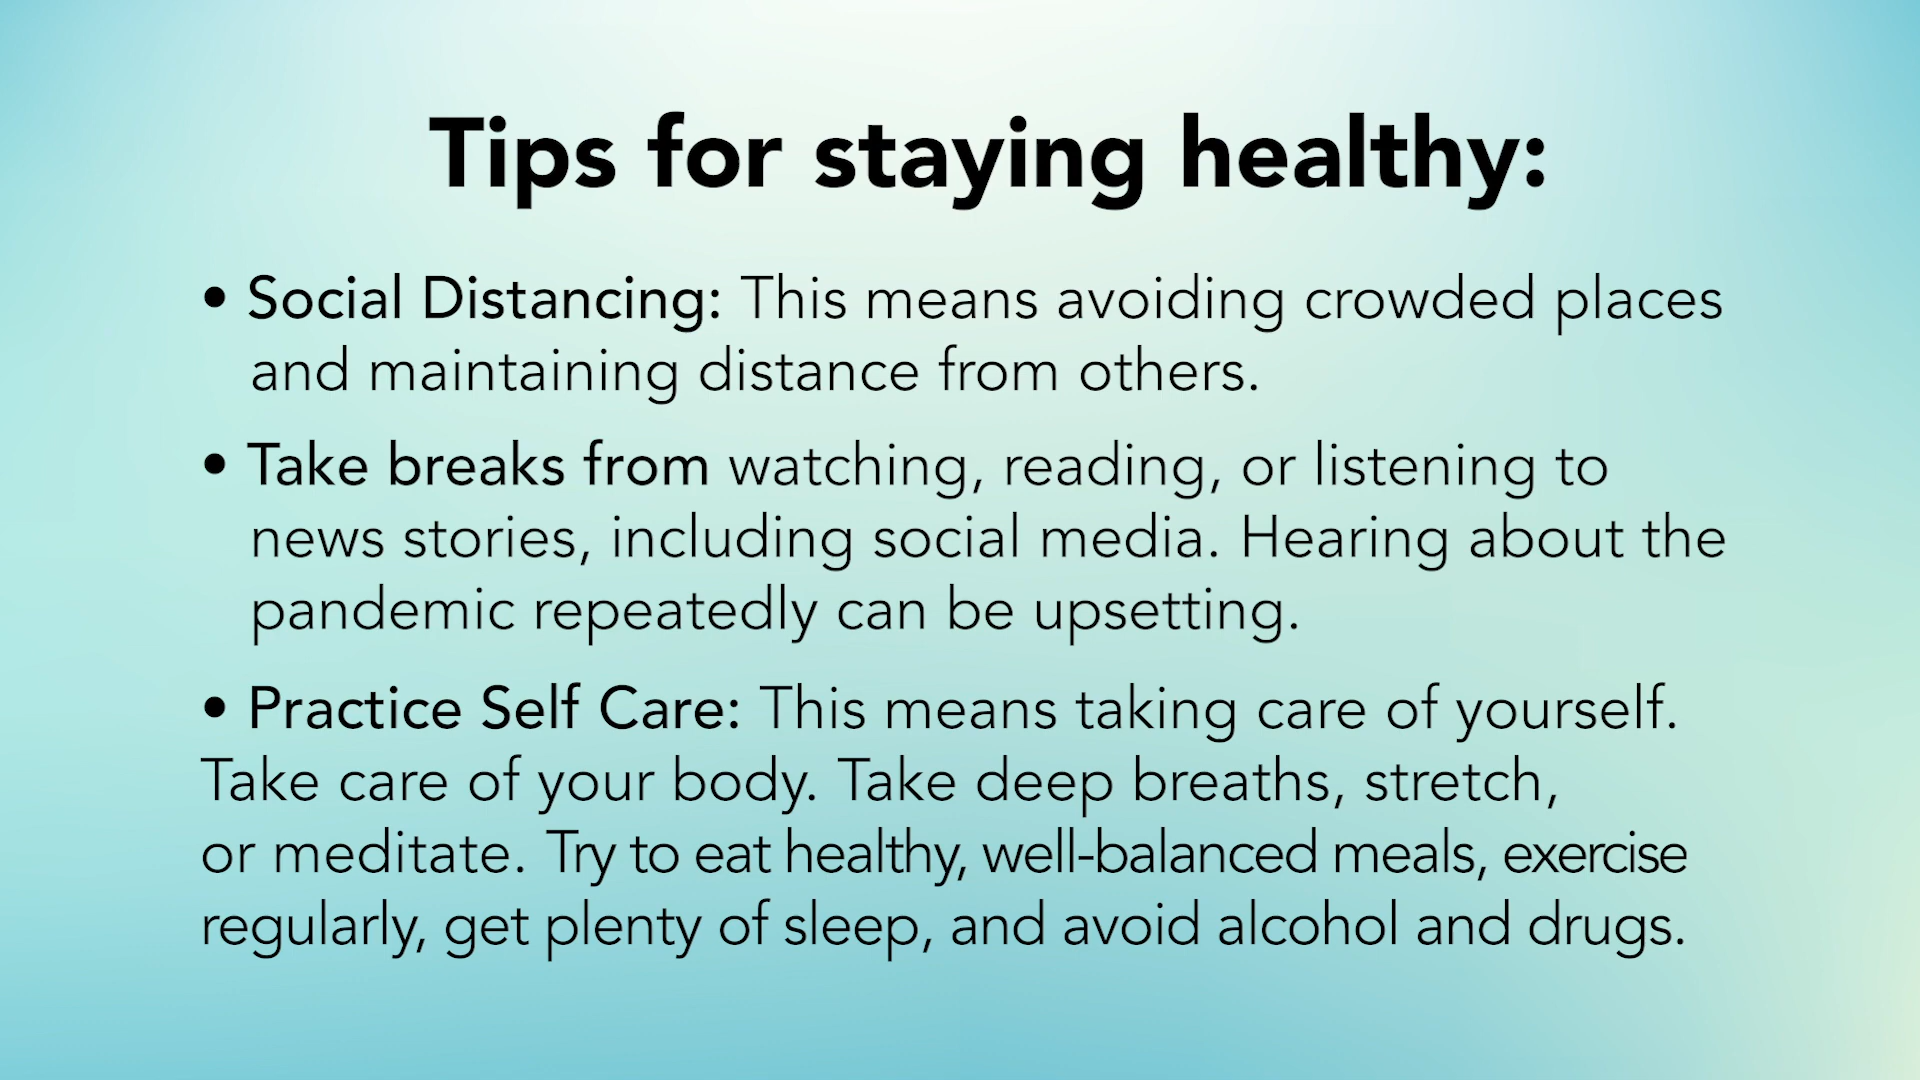 Tips for staying healthy:
• Social Distancing: This means avoiding crowded places
and maintaining distance from others.
• Take breaks from watching, reading, or listening to
news stories, including social media. Hearing about the
pandemic repeatedly can be upsetting.
• Practice Self Care: This means taking care of yourself.
Take care of your body. Take deep breaths, stretch,
or meditate. Try to eat healthy, well-balanced meals, exercise
regularly, get plenty of sleep, and avoid alcohol and drugs.